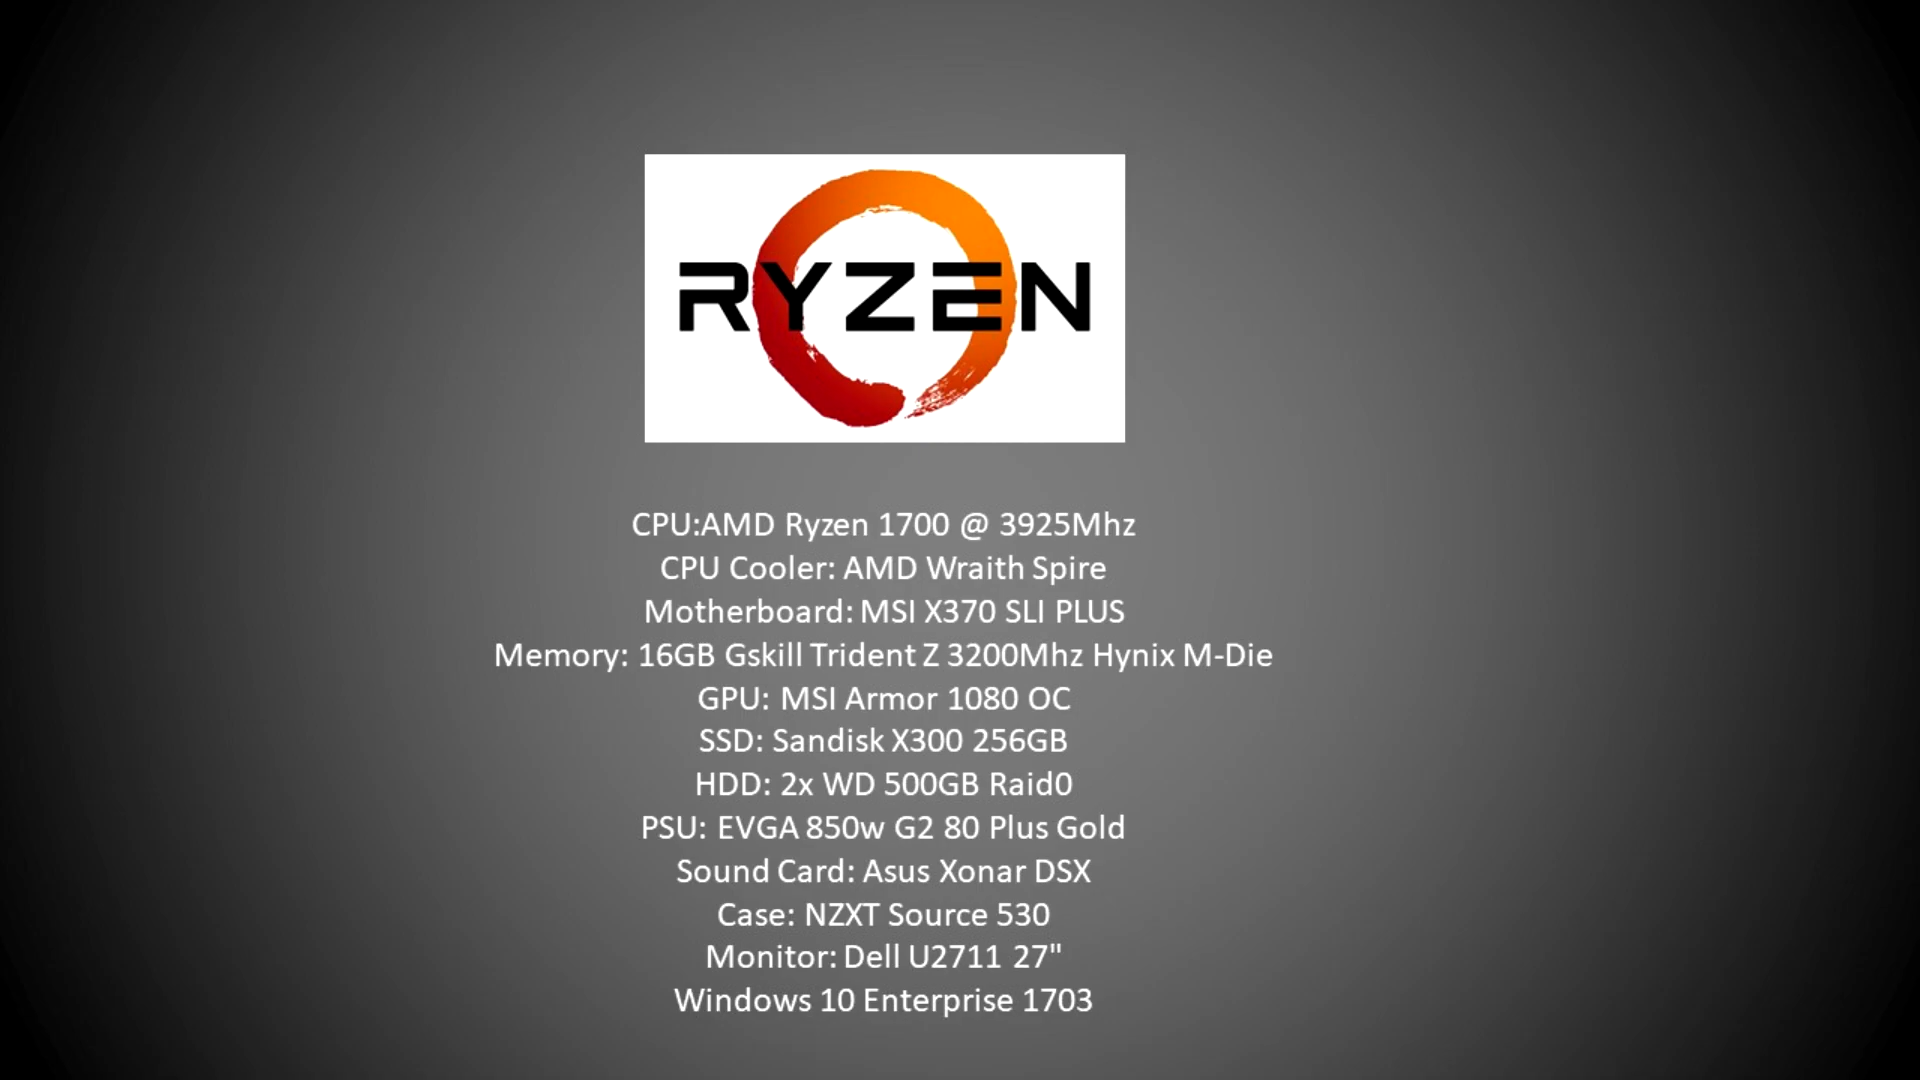 RYZEN
CPU:AMD Ryzen 1700 @ 3925Mhz
CPU Cooler: AMD Wraith Spire
Motherboard: MSI X370 SLI PLUS
Memory: 16GB Gskill Trident Z 3200Mhz Hynix M-Die
GPU: MSI Armor 1080 OC
SSD: Sandisk X300 256GB
HDD: 2x WD 500GB Raid0
PSU: EVGA 850w G2 80 Plus Gold
Sound Card: Asus Xonar DSX
Case: NZXT Source 530
Monitor: Dell U2711 27"
Windows 10 Enterprise 1703